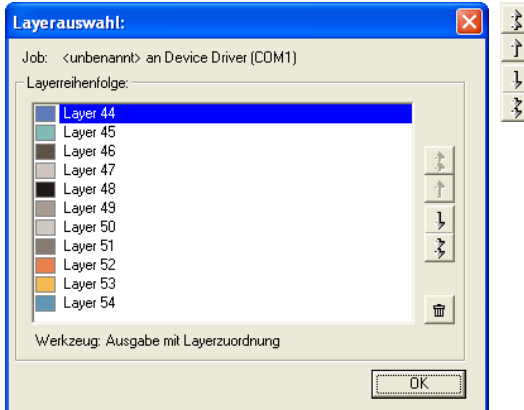 Layerauswahl:
Job: <unbenannt> an Device Driver (COM1)
Layerreihenfolge:
Layer 44
Layer 45
Layer 46
Layer 47
Layer 48
Layer 49
Layer 50
Layer 51
Layer 52
Layer 53
Layer 54
Werkzeug: Ausgabe mit Layerzuordnung
OK